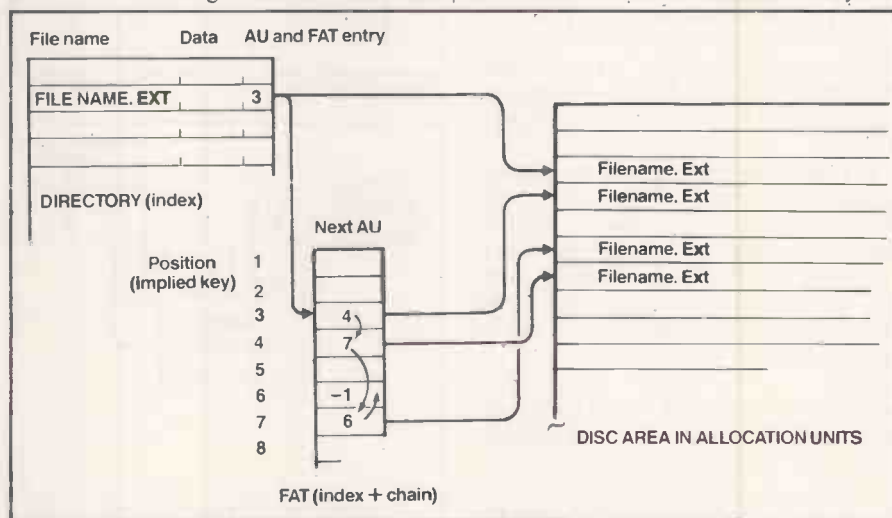 File name Data AU and FAT entry
FILE NAME. EXT 3
DIRECTORY (index)
Next AU
Position
(implied key)
1
2
3 4
4 7
5
6 -1
7 6
8
FAT (index + chain)
Filename. Ext
Filename. Ext
Filename. Ext
Filename. Ext
DISC AREA IN ALLOCATION UNITS